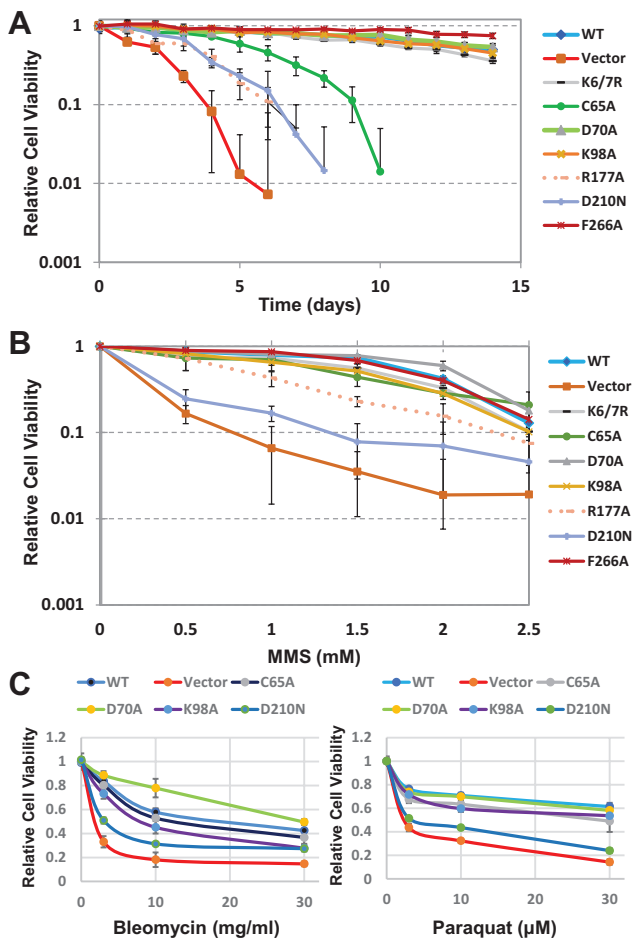 A
Relative Cell Viability
1
0.1
0.01
0.001
0
5
10
15
Time (days)
WT
Vector
K6/7R
C65A
D70A
K98A
R177A
D210N
F266A
B
Relative Cell Viability
1
0.1
0.01
0.001
0
0.5
1
1.5
2
2.5
MMS (mM)
WT
Vector
K6/7R
C65A
D70A
K98A
R177A
D210N
F266A
C
WT Vector C65A
D70A K98A D210N
Relative Cell Viability
1.2
1
0.8
0.6
0.4
0.2
0
0 10 20 30
Bleomycin (mg/ml)
WT Vector C65A
D70A K98A D210N
Relative Cell Viability
1.2
1
0.8
0.6
0.4
0.2
0
0 10 20 30
Paraquat (μM)